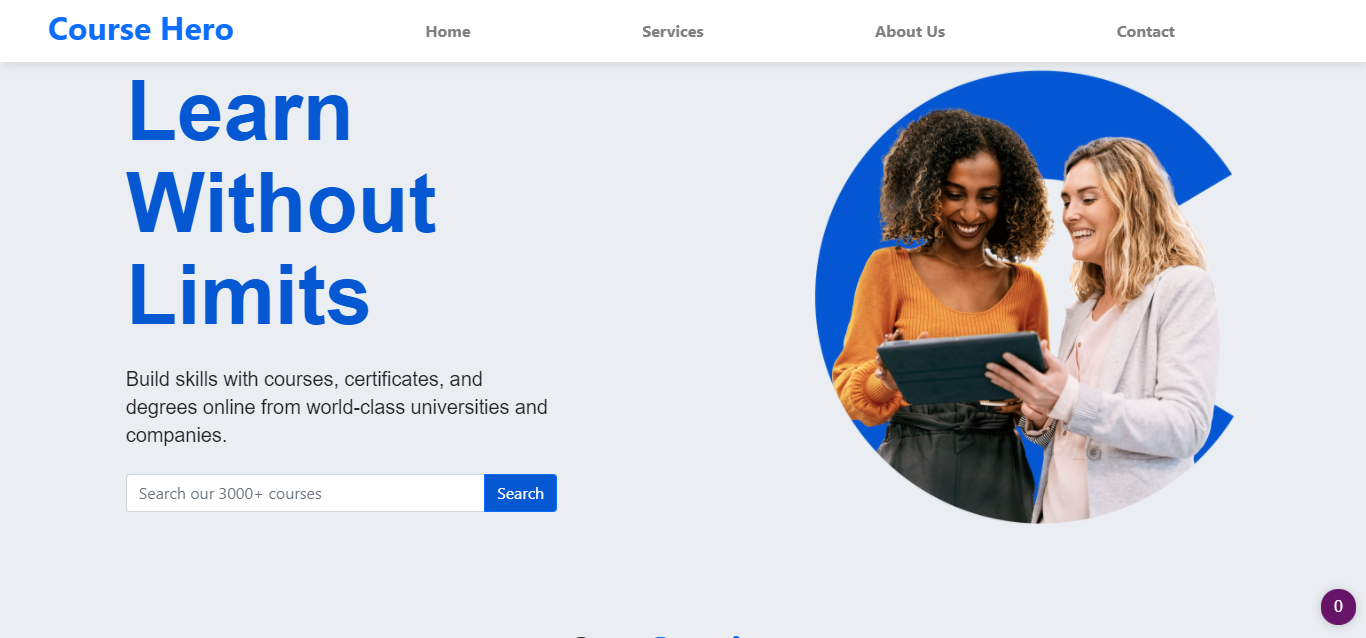 Course Hero
Home
Services
About Us
Contact
Learn
Without
Limits
Build skills with courses, certificates, and
degrees online from world-class universities and
companies.
Search our 3000+ courses
Search
0